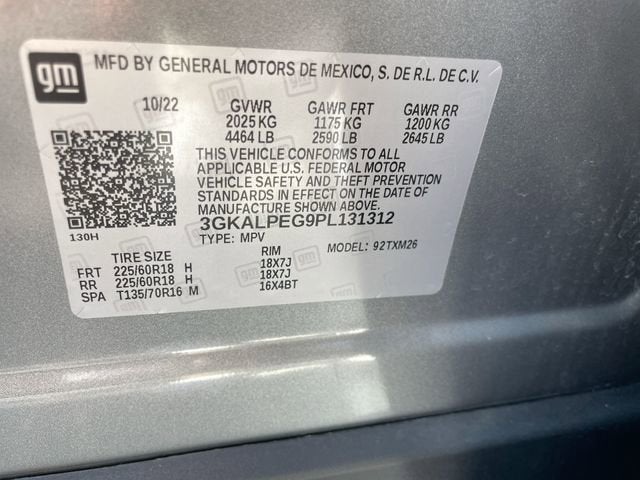 gm MFD BY GENERAL MOTORS DE MEXICO, S. DE R.L. DE C.V.
10/22 GVWR GAWR FRT GAWR RR
2025 KG 1175 KG 1200 KG
4464 LB 2590 LB 2645 LB
THIS VEHICLE CONFORMS TO ALL
APPLICABLE U.S. FEDERAL MOTOR
VEHICLE SAFETY AND THEFT PREVENTION
STANDARDS IN EFFECT ON THE DATE OF
MANUFACTURE SHOWN ABOVE.
3GKALPEG9PL131312
130H TYPE: MPV MODEL: 92TXM26
TIRE SIZE RIM
FRT 225/60R18 H 18X7J
RR 225/60R18 H 18X7J
SPA T135/70R16 M 16X4BT